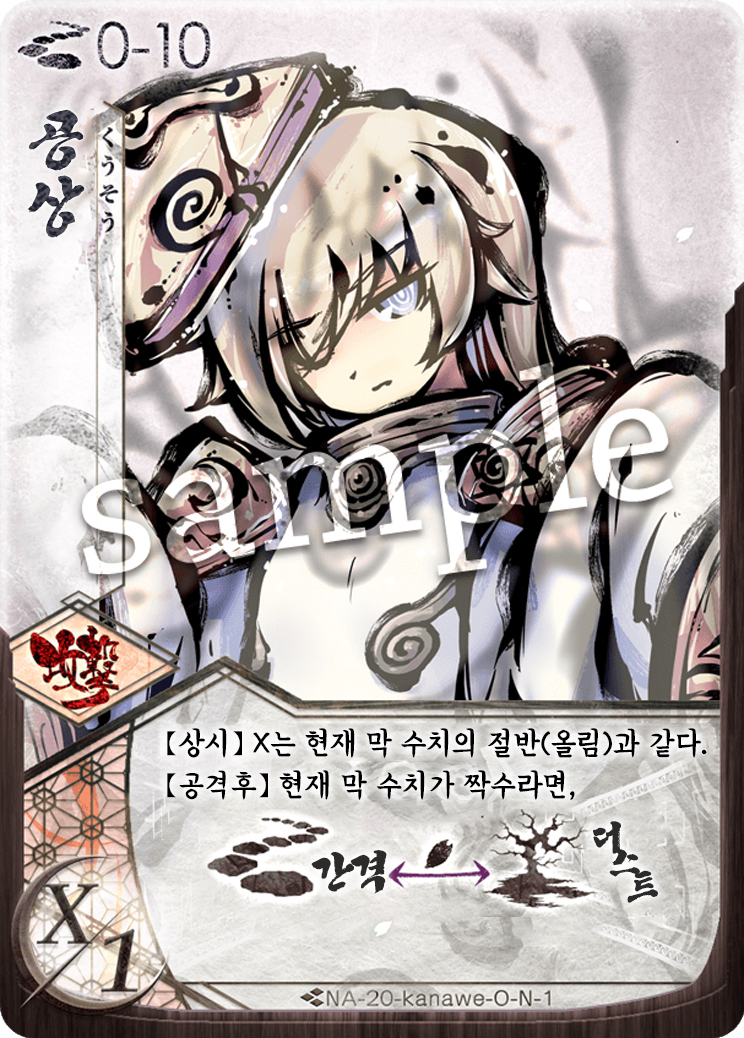 0-10
공상
くうそう
sample
攻撃
【상시】X는 현재 막 수치의 절반(올림)과 같다.
【공격후】현재 막 수치가 짝수라면,
간격
더스트
X/1
NA-20-kanawe-O-N-1